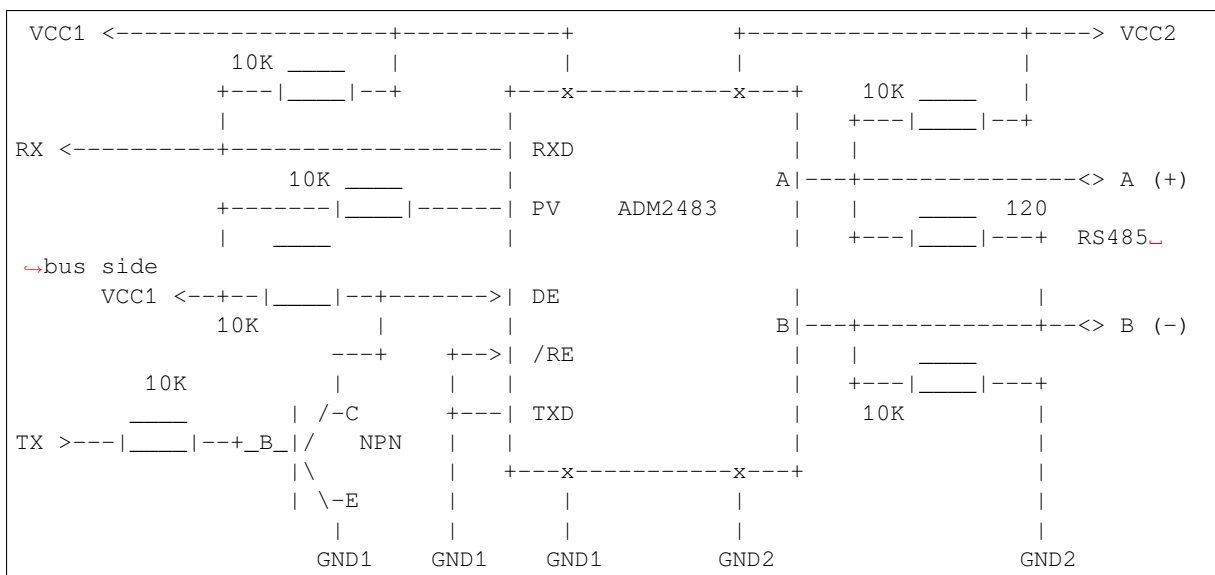 VCC1 <--------------------+------------+            +--------------------+----> VCC2
10K ____ | | | |
+---|____|--+ +---x------------x---+ 10K ____ |
| | | +---|____|--+
RX <----------+--------------------| RXD | |
10K ____ | A|---+---------------<> A (+)
+-------|____|------| PV ADM2483 | | ____ 120
| ____ | | +---|____|---+ RS485␣
↪bus side
VCC1 <--+--|____|--+------->| DE | |
10K | | B|---+------------+--<> B (-)
---+ +-->| /RE | | ____
10K | | | | +---|____|---+
____ | /-C +---| TXD | 10K |
TX >---|____|--+_B_|/ NPN | | | |
|\ | +---x------------x---+ |
| \-E | | | |
| | | | |
GND1 GND1 GND1 GND2 GND2